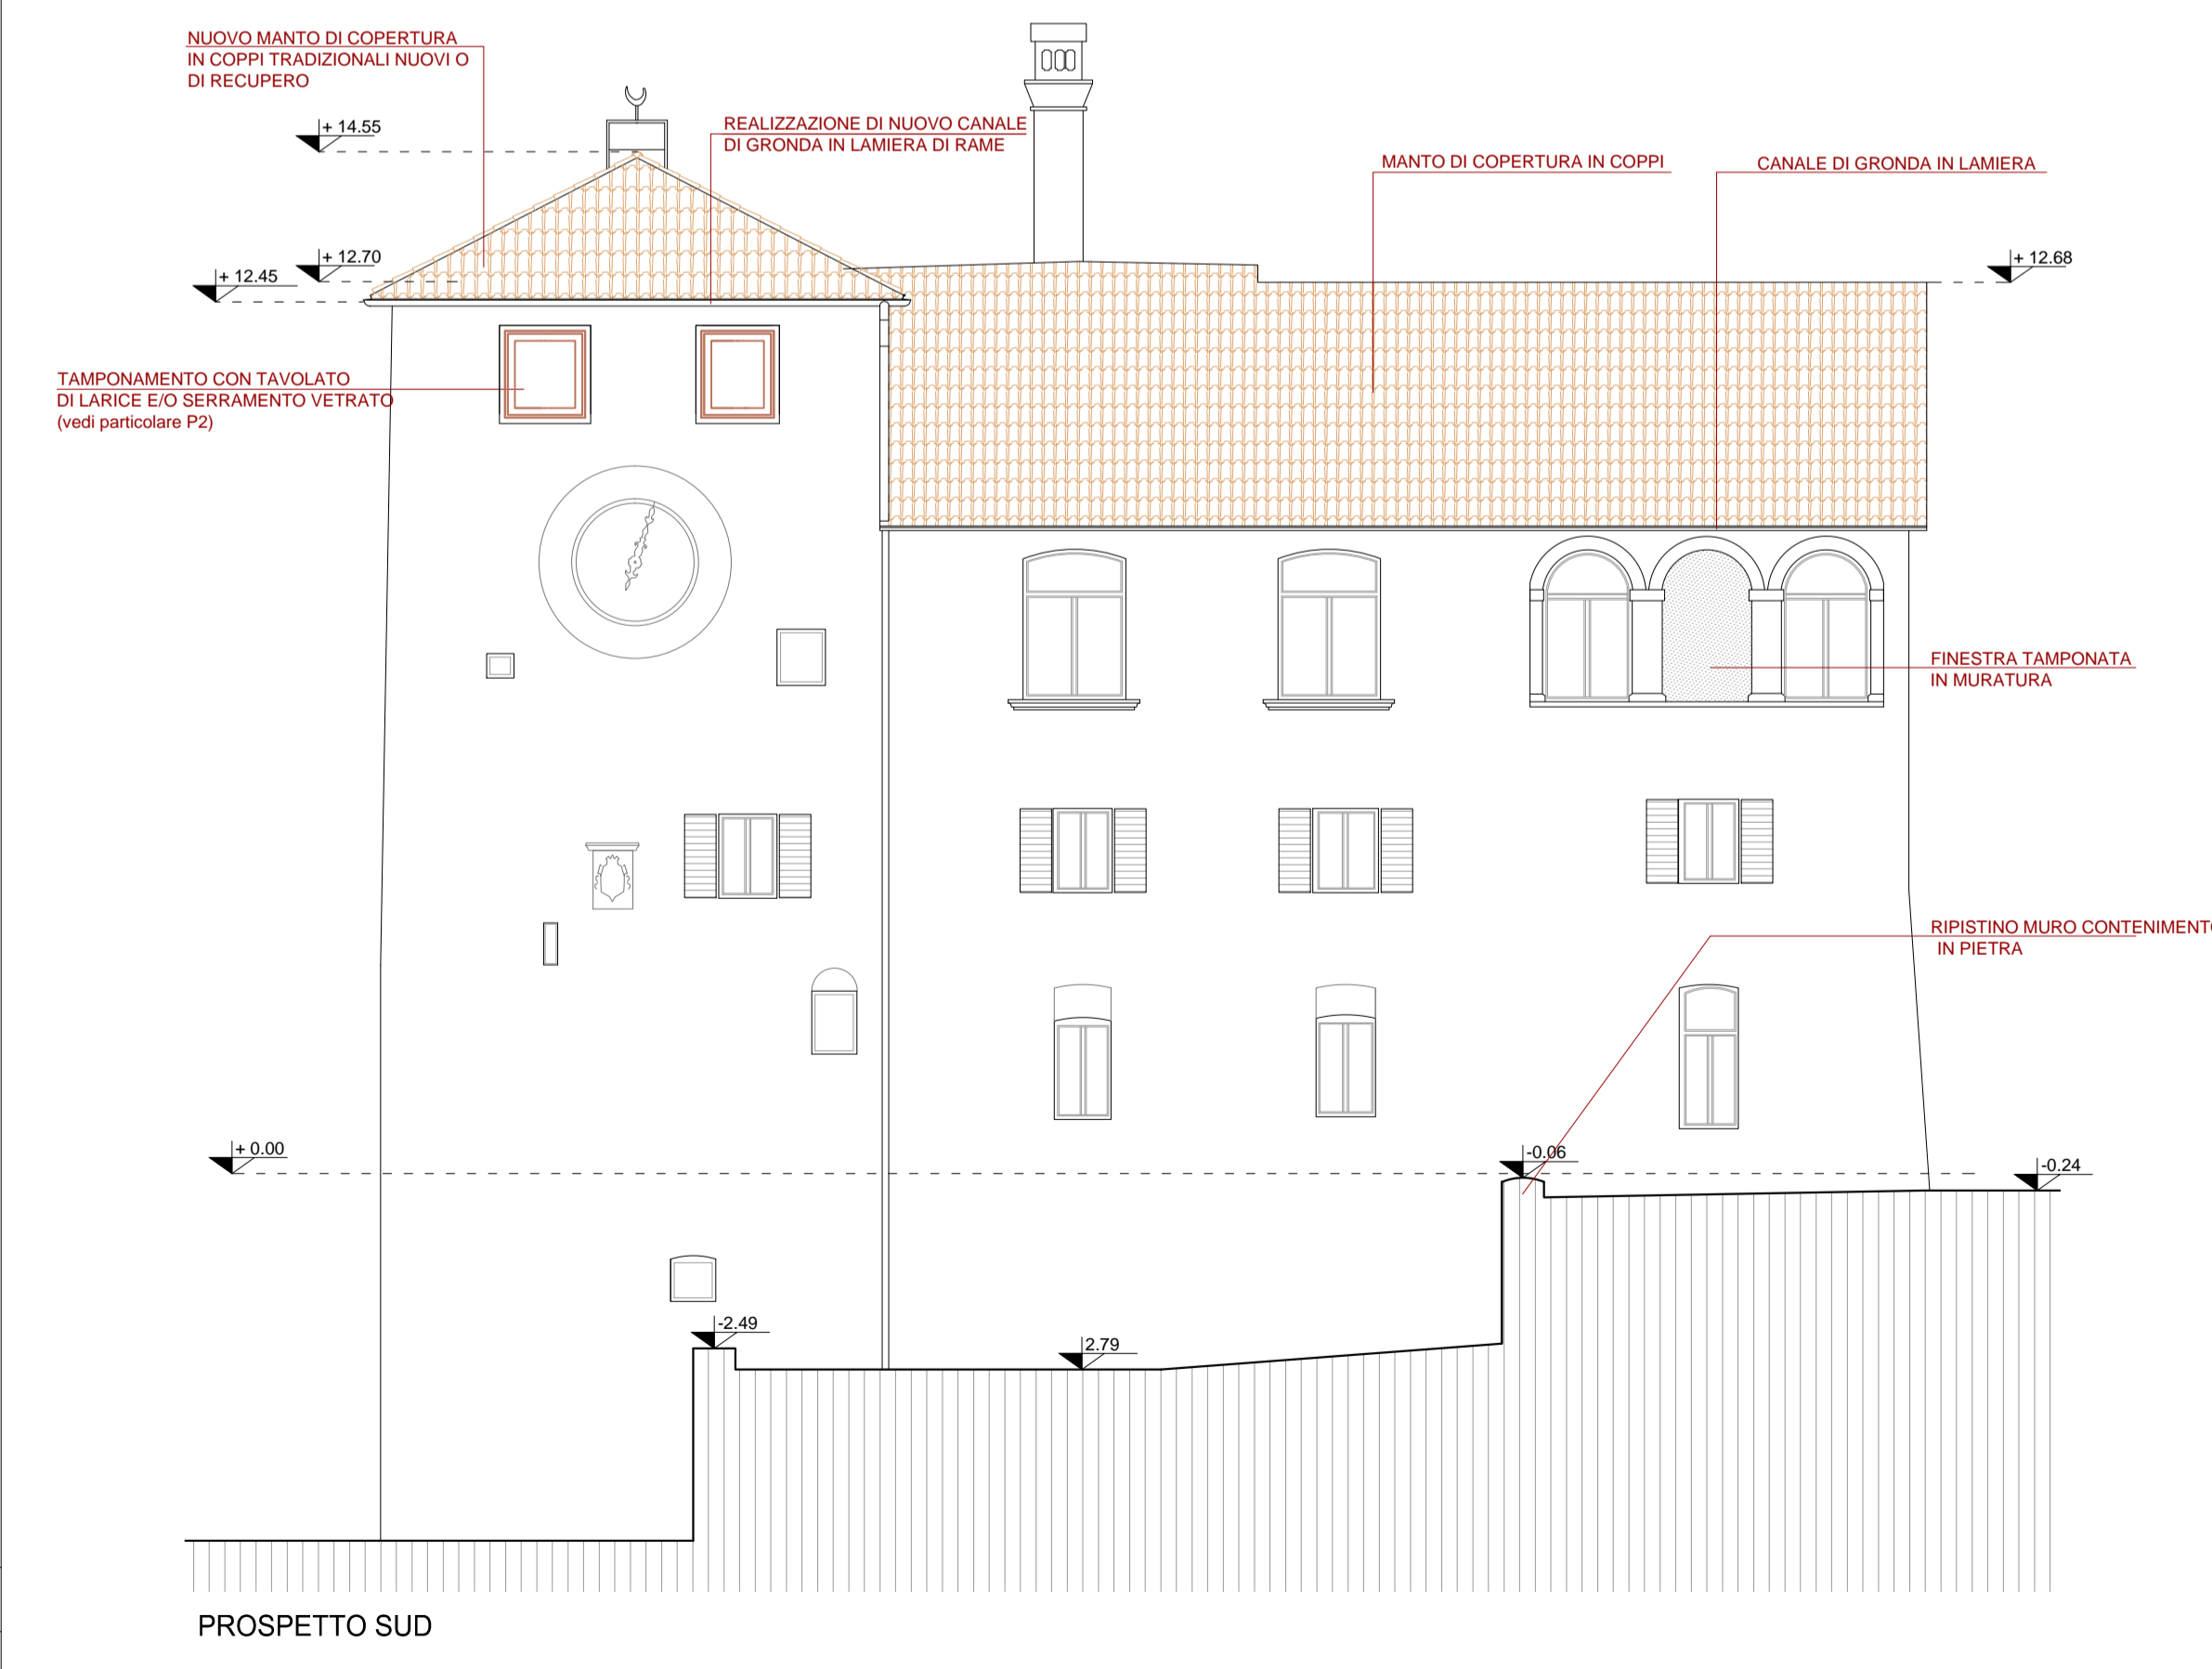 NUOVO MANTO DI COPERTURA
IN COPPI TRADIZIONALI NUOVI O
DI RECUPERO
+ 14.55
REALIZZAZIONE DI NUOVO CANALE
DI GRONDA IN LAMIERA DI RAME
MANTO DI COPERTURA IN COPPI
CANALE DI GRONDA IN LAMIERA
+ 12.70
+ 12.45
+ 12.68
TAMPONAMENTO CON TAVOLATO
DI LARICE E/O SERRAMENTO VETRATO
(vedi particolare P2)
FINESTRA TAMPONATA
IN MURATURA
RIPISTINO MURO CONTENIMENTO
IN PIETRA
+ 0.00
-0.06
-0.24
-2.49
2.79
PROSPETTO SUD